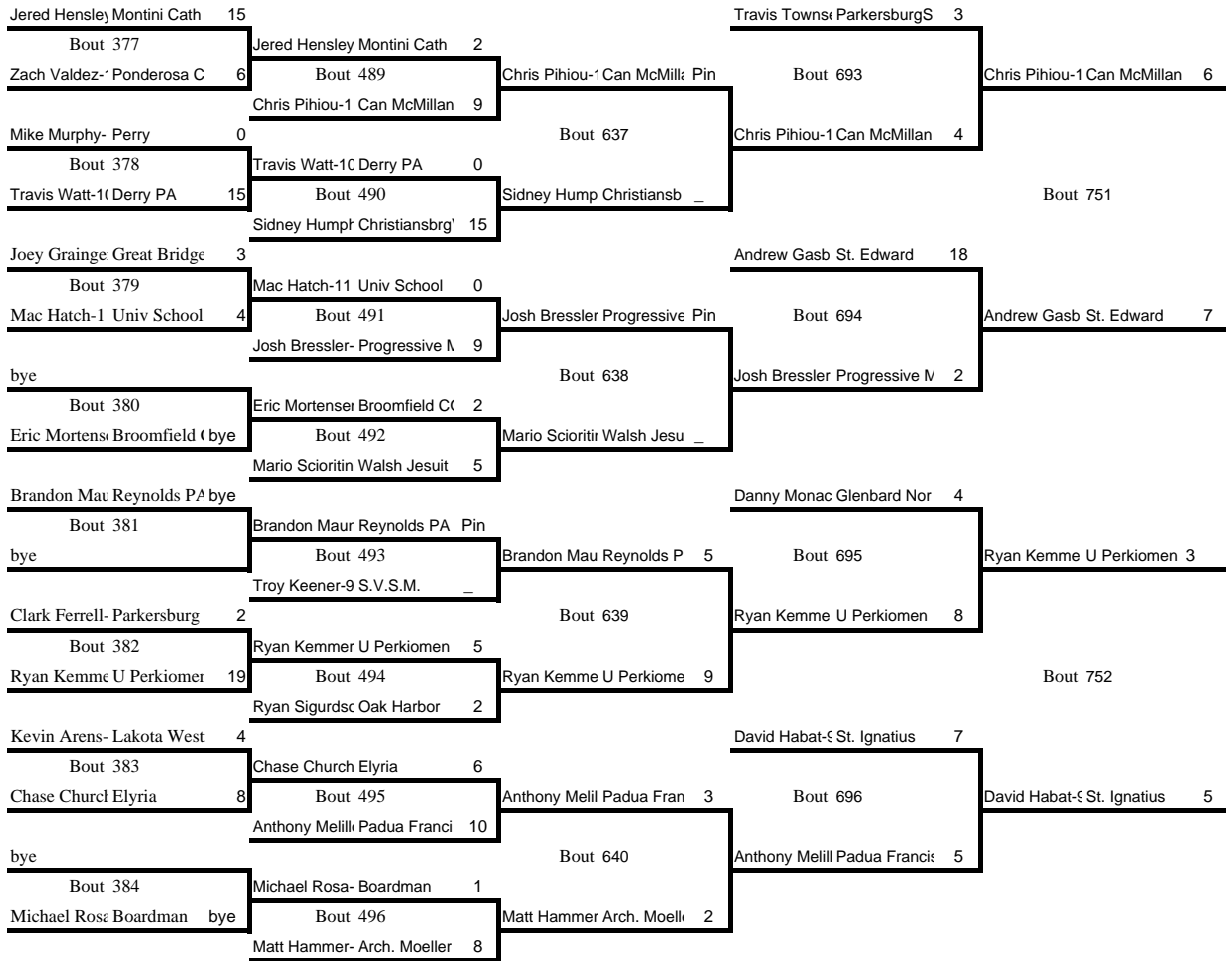 Jered Hensley Montini Cath 15
Travis Towns ParkersburgS 3
Bout 377
Jered Hensley Montini Cath 2
Zach Valdez- Ponderosa C 6
Bout 489
Chris Pihiou-1 Can McMilla Pin
Bout 693
Chris Pihiou-1 Can McMillan 6
Chris Pihiou-1 Can McMillan 9
Mike Murphy- Perry 0
Bout 637
Chris Pihiou-1 Can McMillan 4
Bout 378
Travis Watt-10 Derry PA 0
Travis Watt-1( Derry PA 15
Bout 490
Sidney Hump Christiansb _
Bout 751
Sidney Humph Christiansbrg' 15
Joey Grainge Great Bridge 3
Andrew Gasb St. Edward 18
Bout 379
Mac Hatch-11 Univ School 0
Mac Hatch-1 Univ School 4
Bout 491
Josh Bressler Progressive Pin
Bout 694
Andrew Gasb St. Edward 7
Josh Bressler- Progressive M 9
bye
Bout 638
Josh Bressler Progressive M 2
Bout 380
Eric Mortensen Broomfield C( 2
Eric Mortens Broomfield ( bye
Bout 492
Mario Scioritin Walsh Jesu _
Mario Scioritin Walsh Jesuit 5
Brandon Mau Reynolds PA bye
Danny Monac Glenbard Nor 4
Bout 381
Brandon Maur Reynolds PA Pin
bye
Bout 493
Brandon Mau Reynolds P 5
Bout 695
Ryan Kemme U Perkiomen 3
Troy Keener-9 S.V.S.M. _
Clark Ferrell- Parkersburg 2
Bout 639
Ryan Kemme U Perkiomen 8
Bout 382
Ryan Kemmer U Perkiomen 5
Ryan Kemme U Perkiomen 19
Bout 494
Ryan Kemme U Perkiome 9
Bout 752
Ryan Sigurdso Oak Harbor 2
Kevin Arens- Lakota West 4
David Habat-9 St. Ignatius 7
Bout 383
Chase Church Elyria 6
Chase Churcl Elyria 8
Bout 495
Anthony Melil Padua Fran 3
Bout 696
David Habat-9 St. Ignatius 5
Anthony Melill Padua Franci 10
bye
Bout 640
Anthony Melill Padua Francis 5
Bout 384
Michael Rosa- Boardman 1
Michael Rosa Boardman bye
Bout 496
Matt Hammer Arch. Moell 2
Matt Hammer- Arch. Moeller 8